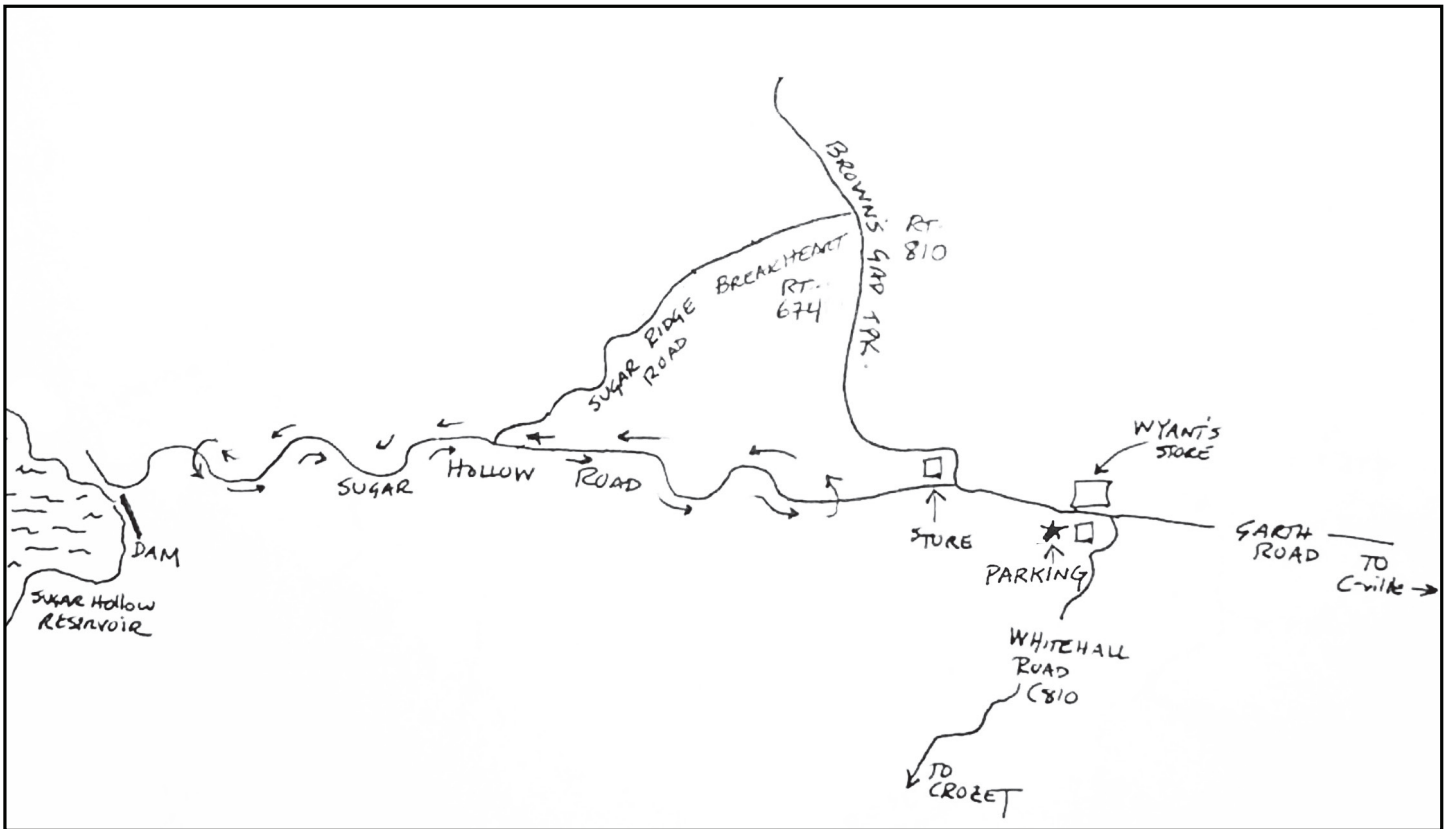 BROWN'S GAP TPK.
RT.
810
BREAKHEART
RT.
674
SUGAR RIDGE
ROAD
WYANT'S
STORE
SUGAR HOLLOW ROAD
STORE
GARTH
ROAD
TO
C-ville
PARKING
DAM
SUGAR HOLLOW
RESERVOIR
WHITEHALL
ROAD
C810
TO
CROZET